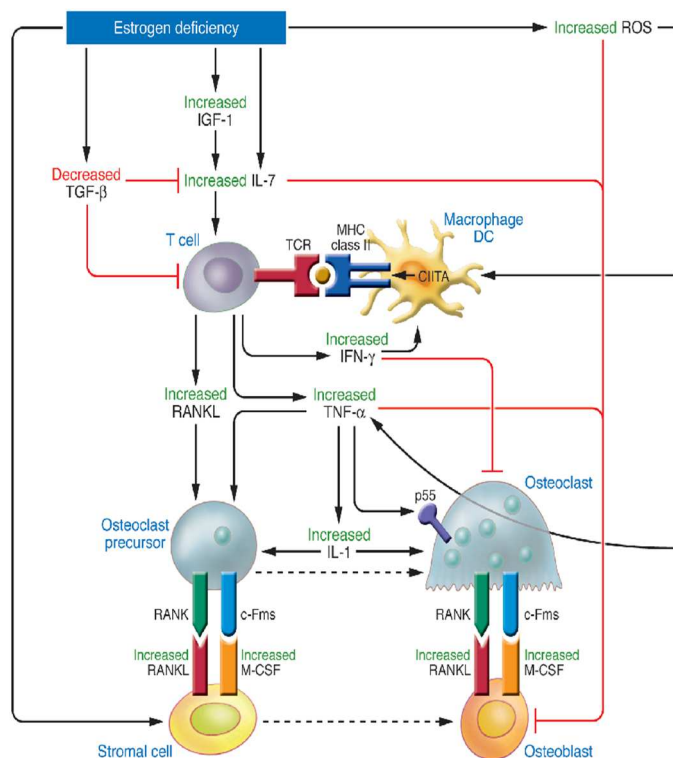 Estrogen deficiency
Increased ROS
Increased
IGF-1
Decreased
TGF-β
Increased IL-7
T cell
TCR
MHC
class II
Macrophage
DC
CIITA
Increased
IFN-γ
Increased
RANKL
Increased
TNF-α
p55
Osteoclast
Osteoclast
precursor
Increased
IL-1
RANK
c-Fms
RANK
c-Fms
Increased
RANKL
Increased
M-CSF
Increased
RANKL
Increased
M-CSF
Stromal cell
Osteoblast